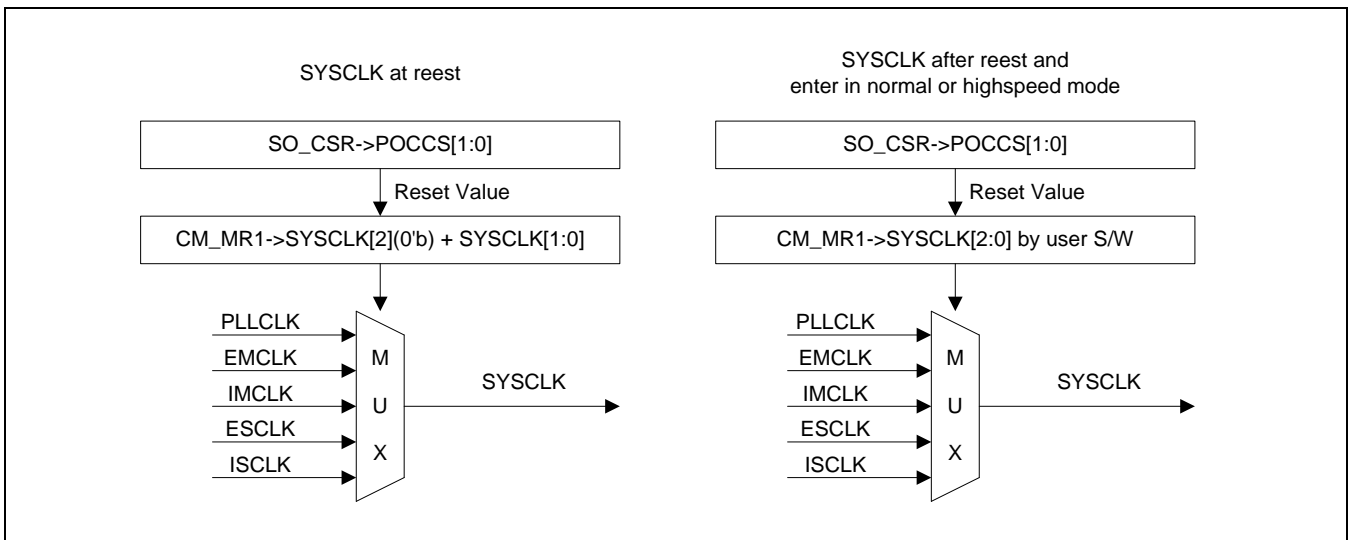 SYSCLK at reest
SO_CSR->POCCS[1:0]
Reset Value
CM_MR1->SYSCLK[2](0'b) + SYSCLK[1:0]
PLLCLK
EMCLK
IMCLK
ESCLK
ISCLK
M
U
X
SYSCLK
SYSCLK after reest and
enter in normal or highspeed mode
SO_CSR->POCCS[1:0]
Reset Value
CM_MR1->SYSCLK[2:0] by user S/W
PLLCLK
EMCLK
IMCLK
ESCLK
ISCLK
M
U
X
SYSCLK